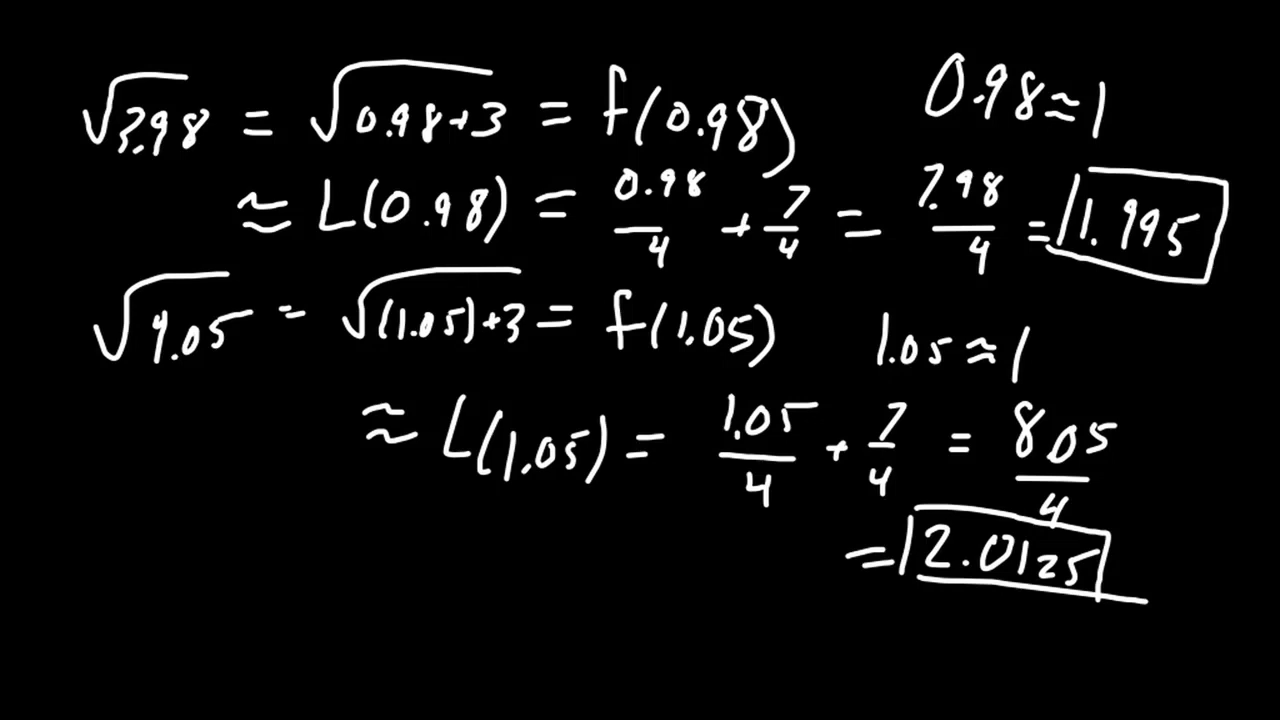 √3.98 = √0.98+3 = f(0.98) 0.98≈1
≈ L(0.98) = 0.98/4 + 7/4 = 7.98/4 = 1.995
√4.05 = √(1.05)+3 = f(1.05) 1.05≈1
≈ L(1.05) = 1.05/4 + 7/4 = 8.05/4
= 2.0125